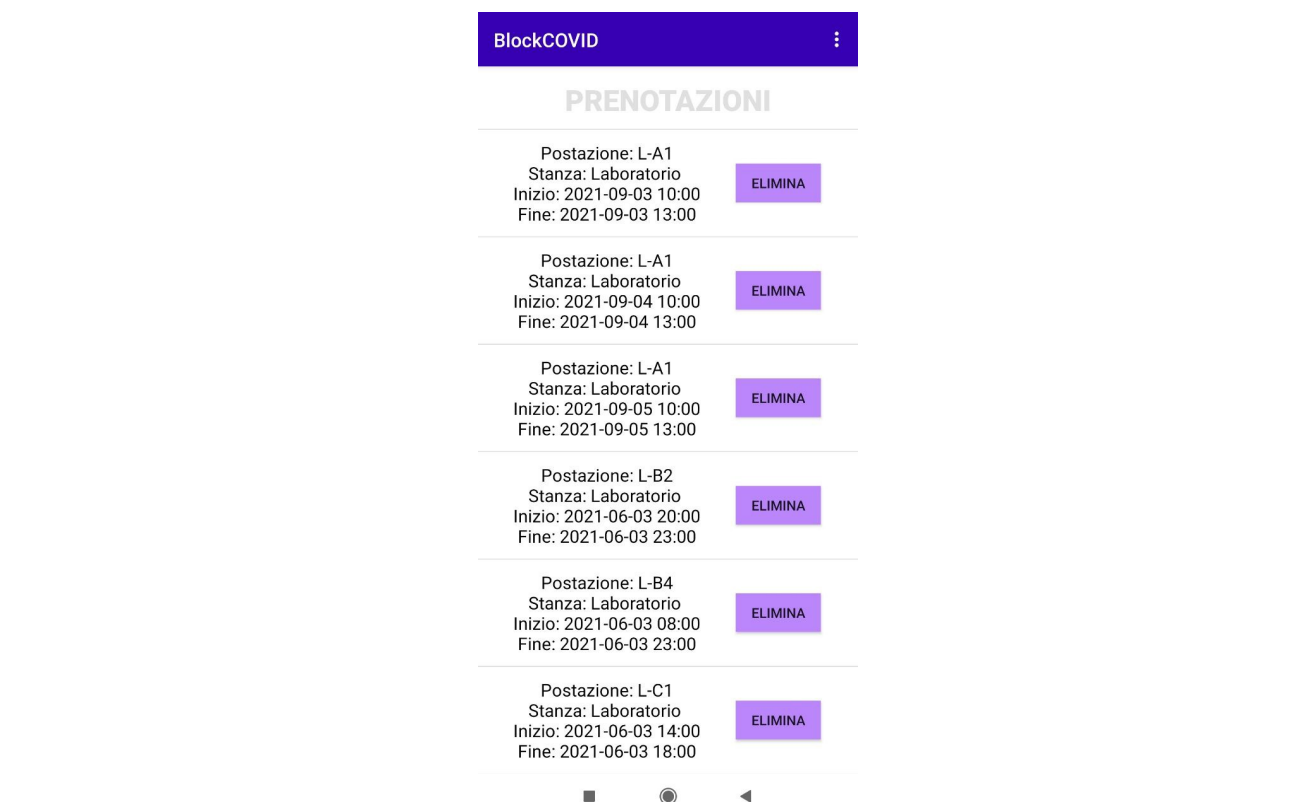 BlockCOVID
PRENOTAZIONI
Postazione: L-A1
Stanza: Laboratorio
Inizio: 2021-09-03 10:00
Fine: 2021-09-03 13:00
ELIMINA
Postazione: L-A1
Stanza: Laboratorio
Inizio: 2021-09-04 10:00
Fine: 2021-09-04 13:00
ELIMINA
Postazione: L-A1
Stanza: Laboratorio
Inizio: 2021-09-05 10:00
Fine: 2021-09-05 13:00
ELIMINA
Postazione: L-B2
Stanza: Laboratorio
Inizio: 2021-06-03 20:00
Fine: 2021-06-03 23:00
ELIMINA
Postazione: L-B4
Stanza: Laboratorio
Inizio: 2021-06-03 08:00
Fine: 2021-06-03 23:00
ELIMINA
Postazione: L-C1
Stanza: Laboratorio
Inizio: 2021-06-03 14:00
Fine: 2021-06-03 18:00
ELIMINA